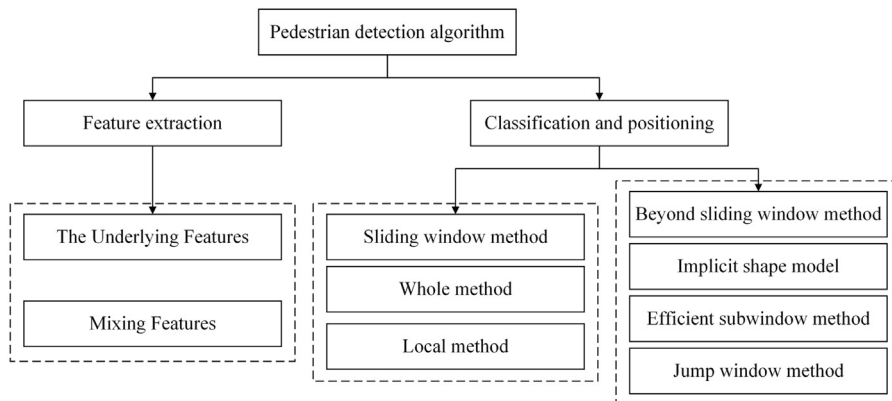 Pedestrian detection algorithm
Feature extraction
Classification and positioning
The Underlying Features
Mixing Features
Sliding window method
Whole method
Local method
Beyond sliding window method
Implicit shape model
Efficient subwindow method
Jump window method